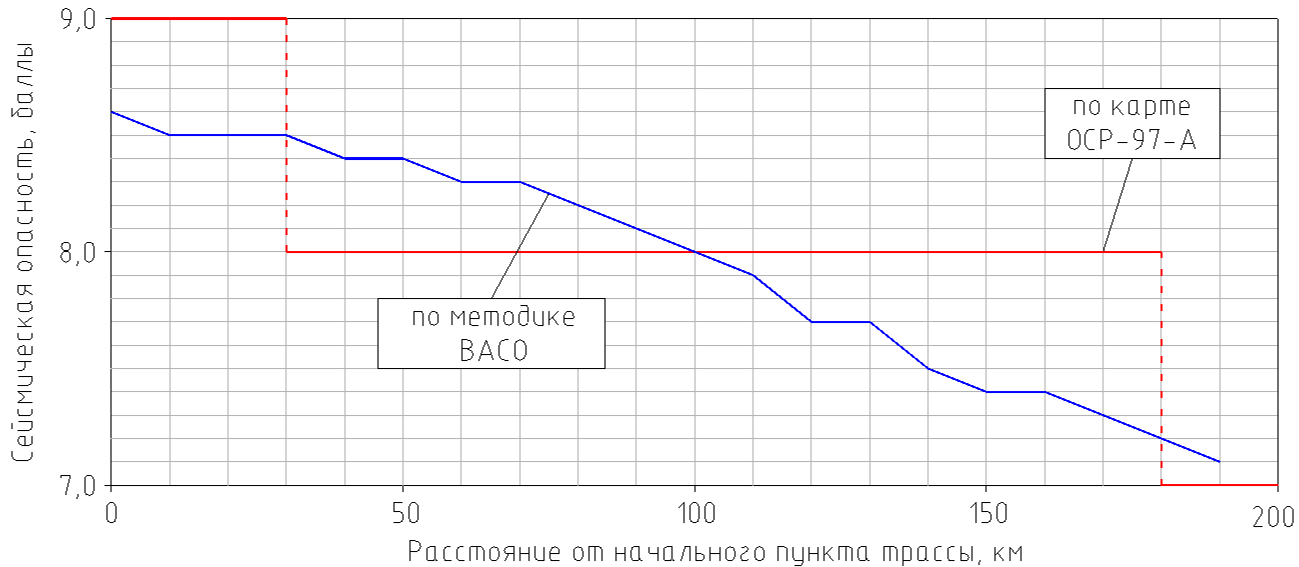 Сейсмическая опасность, баллы
9,0
8,0
7,0
по карте
ОСР-97-А
по методике
ВАСО
0
50
100
150
200
Расстояние от начального пункта трассы, км